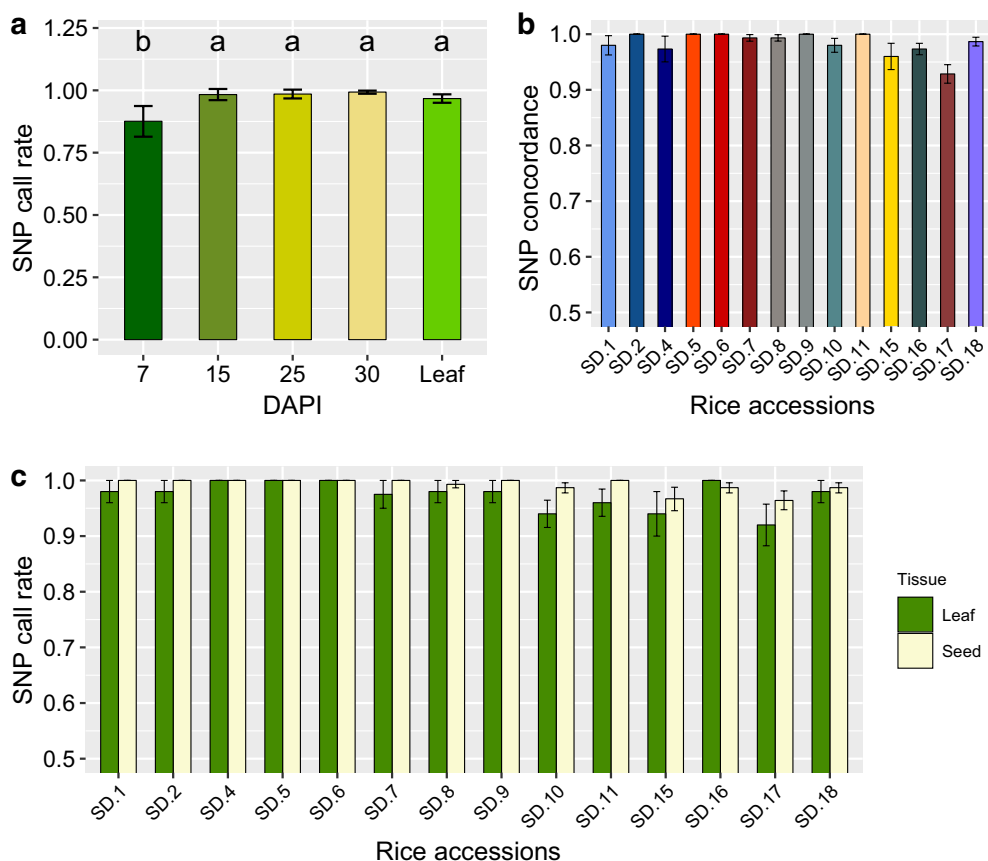 a
1.25
1.00
0.75
0.50
0.25
0.00
SNP call rate
b a a a a
7 15 25 30 Leaf
DAPI
b
1.0
0.9
0.8
0.7
0.6
0.5
SNP concordance
SD.1 SD.2 SD.4 SD.5 SD.6 SD.7 SD.8 SD.9 SD.10 SD.11 SD.15 SD.16 SD.17 SD.18
Rice accessions
c
1.0
0.9
0.8
0.7
0.6
0.5
SNP call rate
SD.1 SD.2 SD.4 SD.5 SD.6 SD.7 SD.8 SD.9 SD.10 SD.11 SD.15 SD.16 SD.17 SD.18
Rice accessions
Tissue
Leaf
Seed